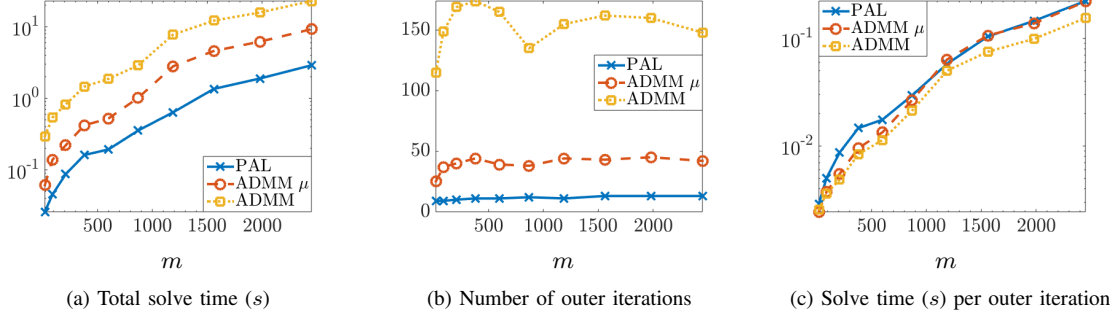 10^1
10^0
10^-1
PAL
ADMM μ
ADMM
500 1000 1500 2000
m
(a) Total solve time (s)
150
100
50
0
PAL
ADMM μ
ADMM
500 1000 1500 2000
m
(b) Number of outer iterations
10^-1
10^-2
PAL
ADMM μ
ADMM
500 1000 1500 2000
m
(c) Solve time (s) per outer iteration